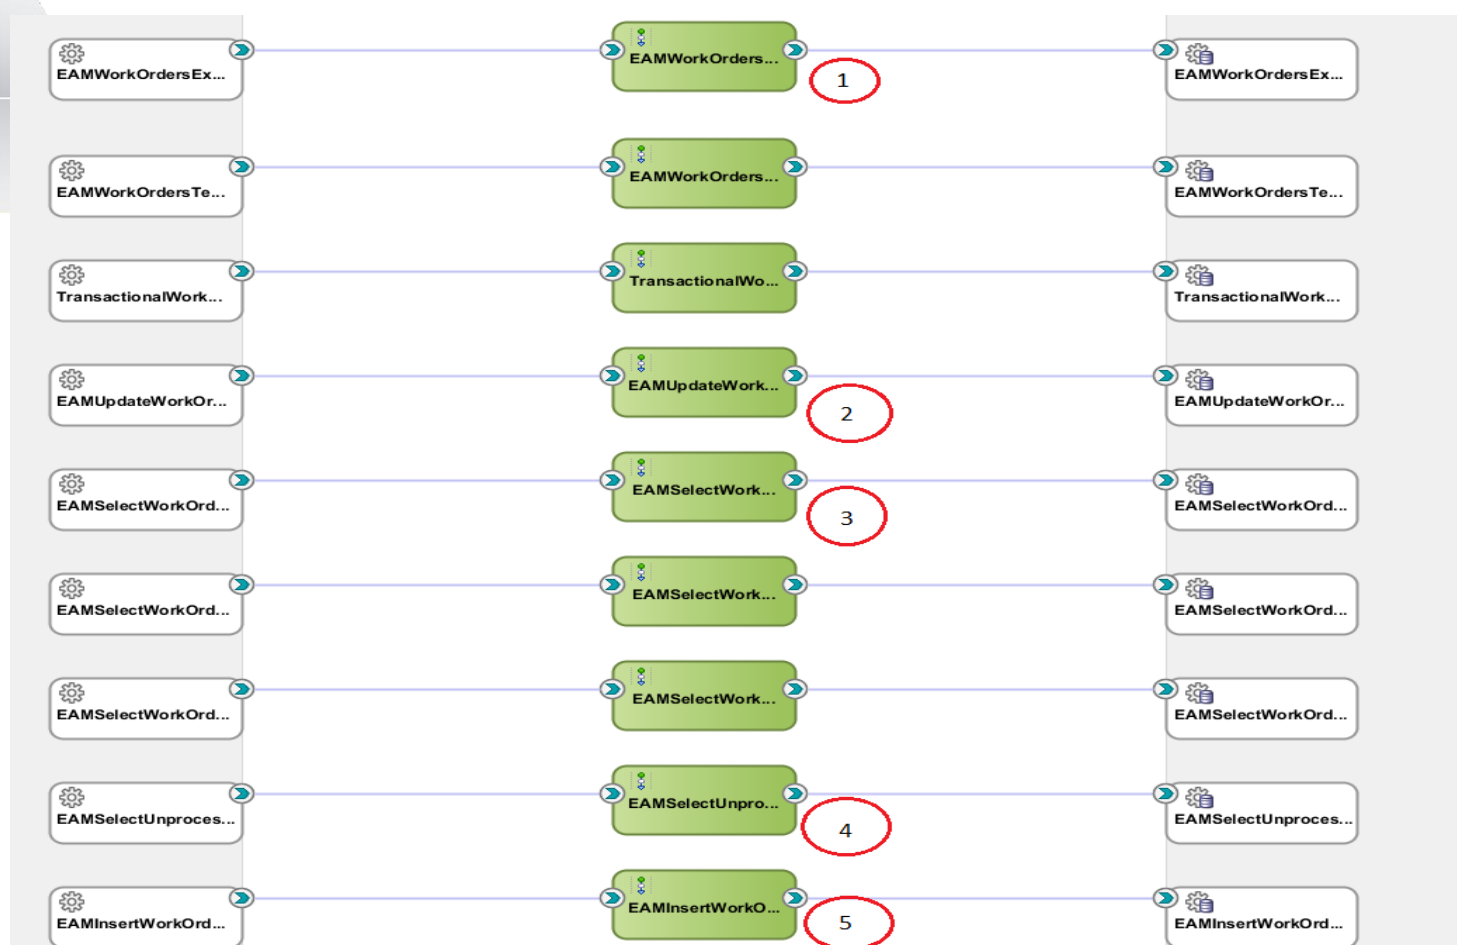 EAMWorkOrdersEx...
EAMWorkOrders...
1
EAMWorkOrdersEx...
EAMWorkOrdersTe...
EAMWorkOrders...
EAMWorkOrdersTe...
TransactionalWork...
TransactionalWo...
TransactionalWork...
EAMUpdateWorkOr...
EAMUpdateWork...
2
EAMUpdateWorkOr...
EAMSelectWorkOrd...
EAMSelectWork...
3
EAMSelectWorkOrd...
EAMSelectWorkOrd...
EAMSelectWork...
EAMSelectWorkOrd...
EAMSelectWorkOrd...
EAMSelectWork...
EAMSelectWorkOrd...
EAMSelectUnproces...
EAMSelectUnpro...
4
EAMSelectUnproces...
EAMInsertWorkOrd...
EAMInsertWorkO...
5
EAMInsertWorkOrd...